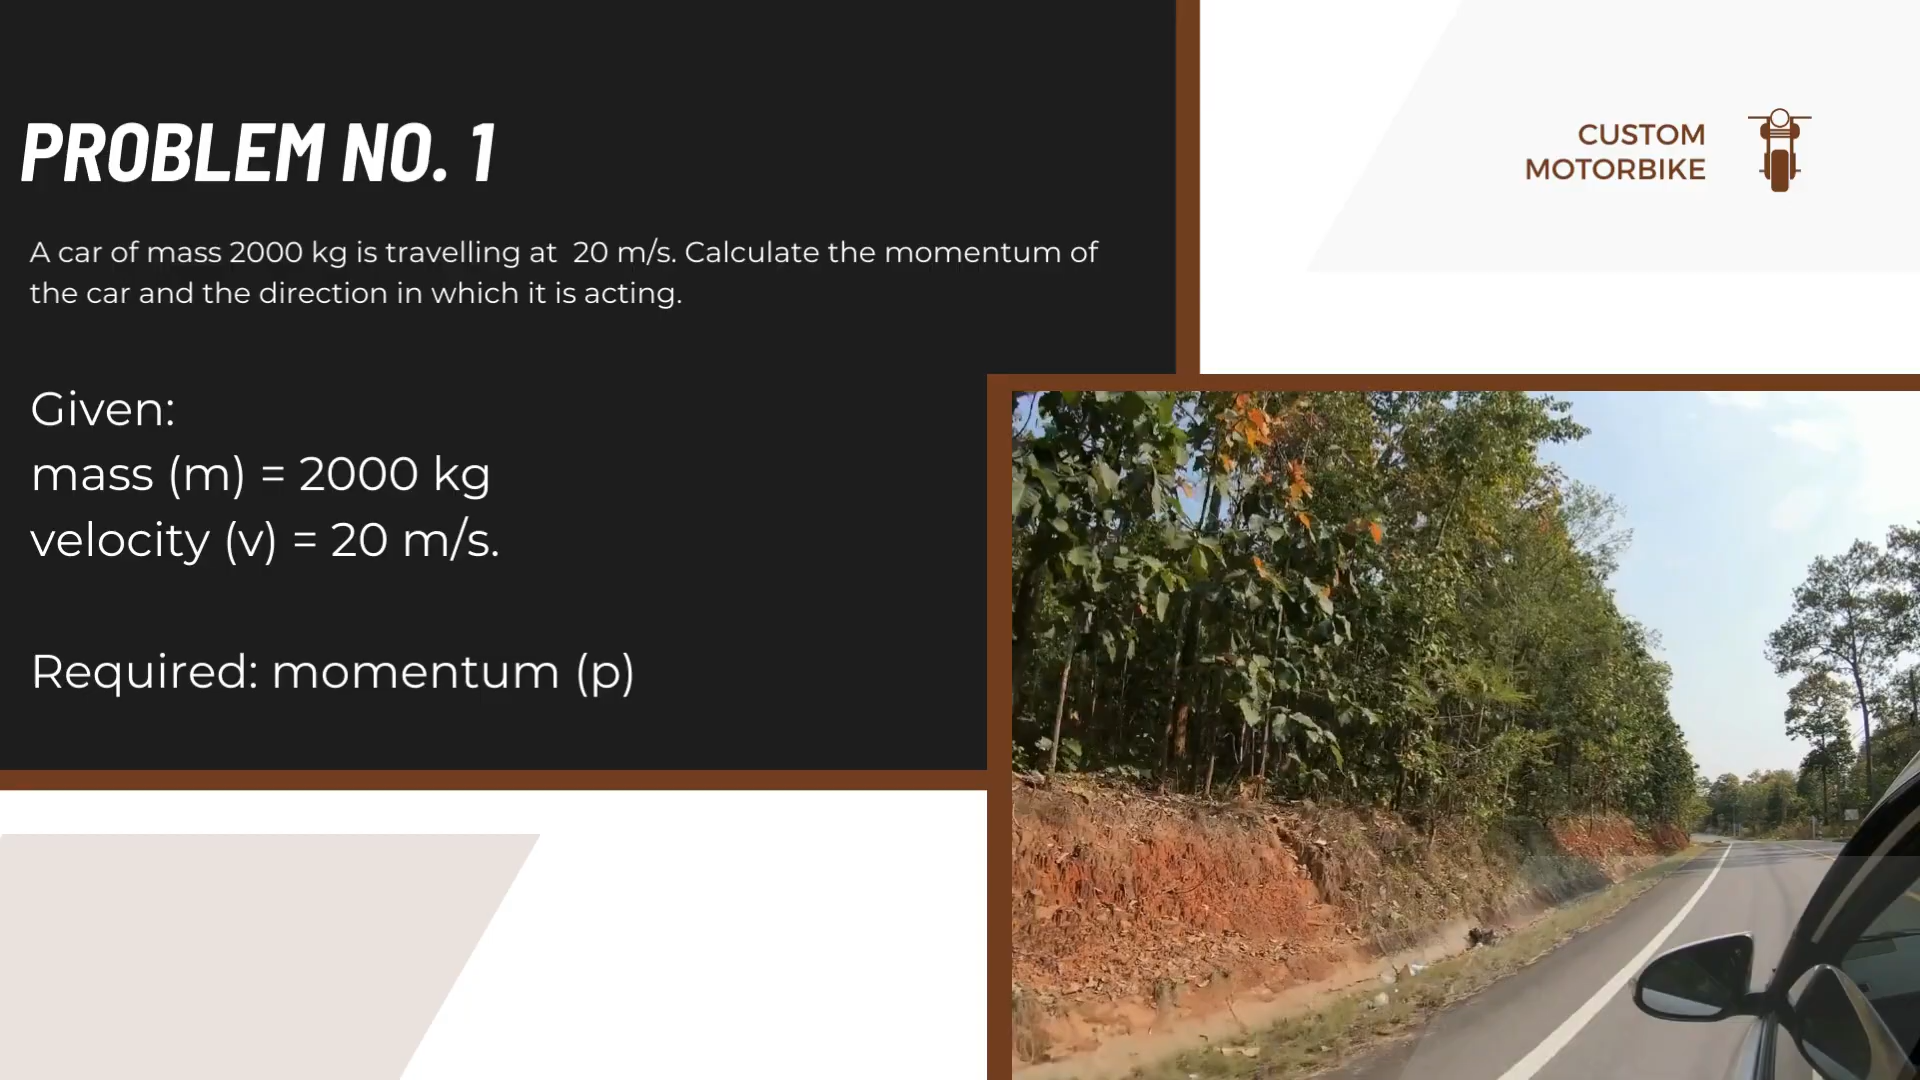 PROBLEM NO. 1
A car of mass 2000 kg is travelling at  20 m/s. Calculate the momentum of
the car and the direction in which it is acting.
Given:
mass (m) = 2000 kg
velocity (v) = 20 m/s.
Required: momentum (p)
CUSTOM
MOTORBIKE